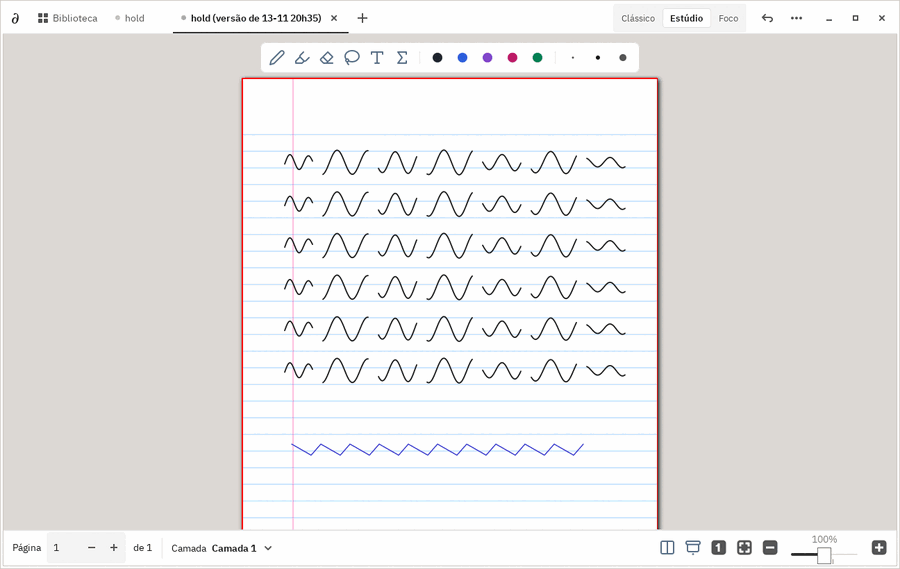 ∂ Biblioteca hold hold (versão de 13-11 20h35) Clássico Estúdio Foco
T Σ
Página 1 de 1 Camada Camada 1 1 100%